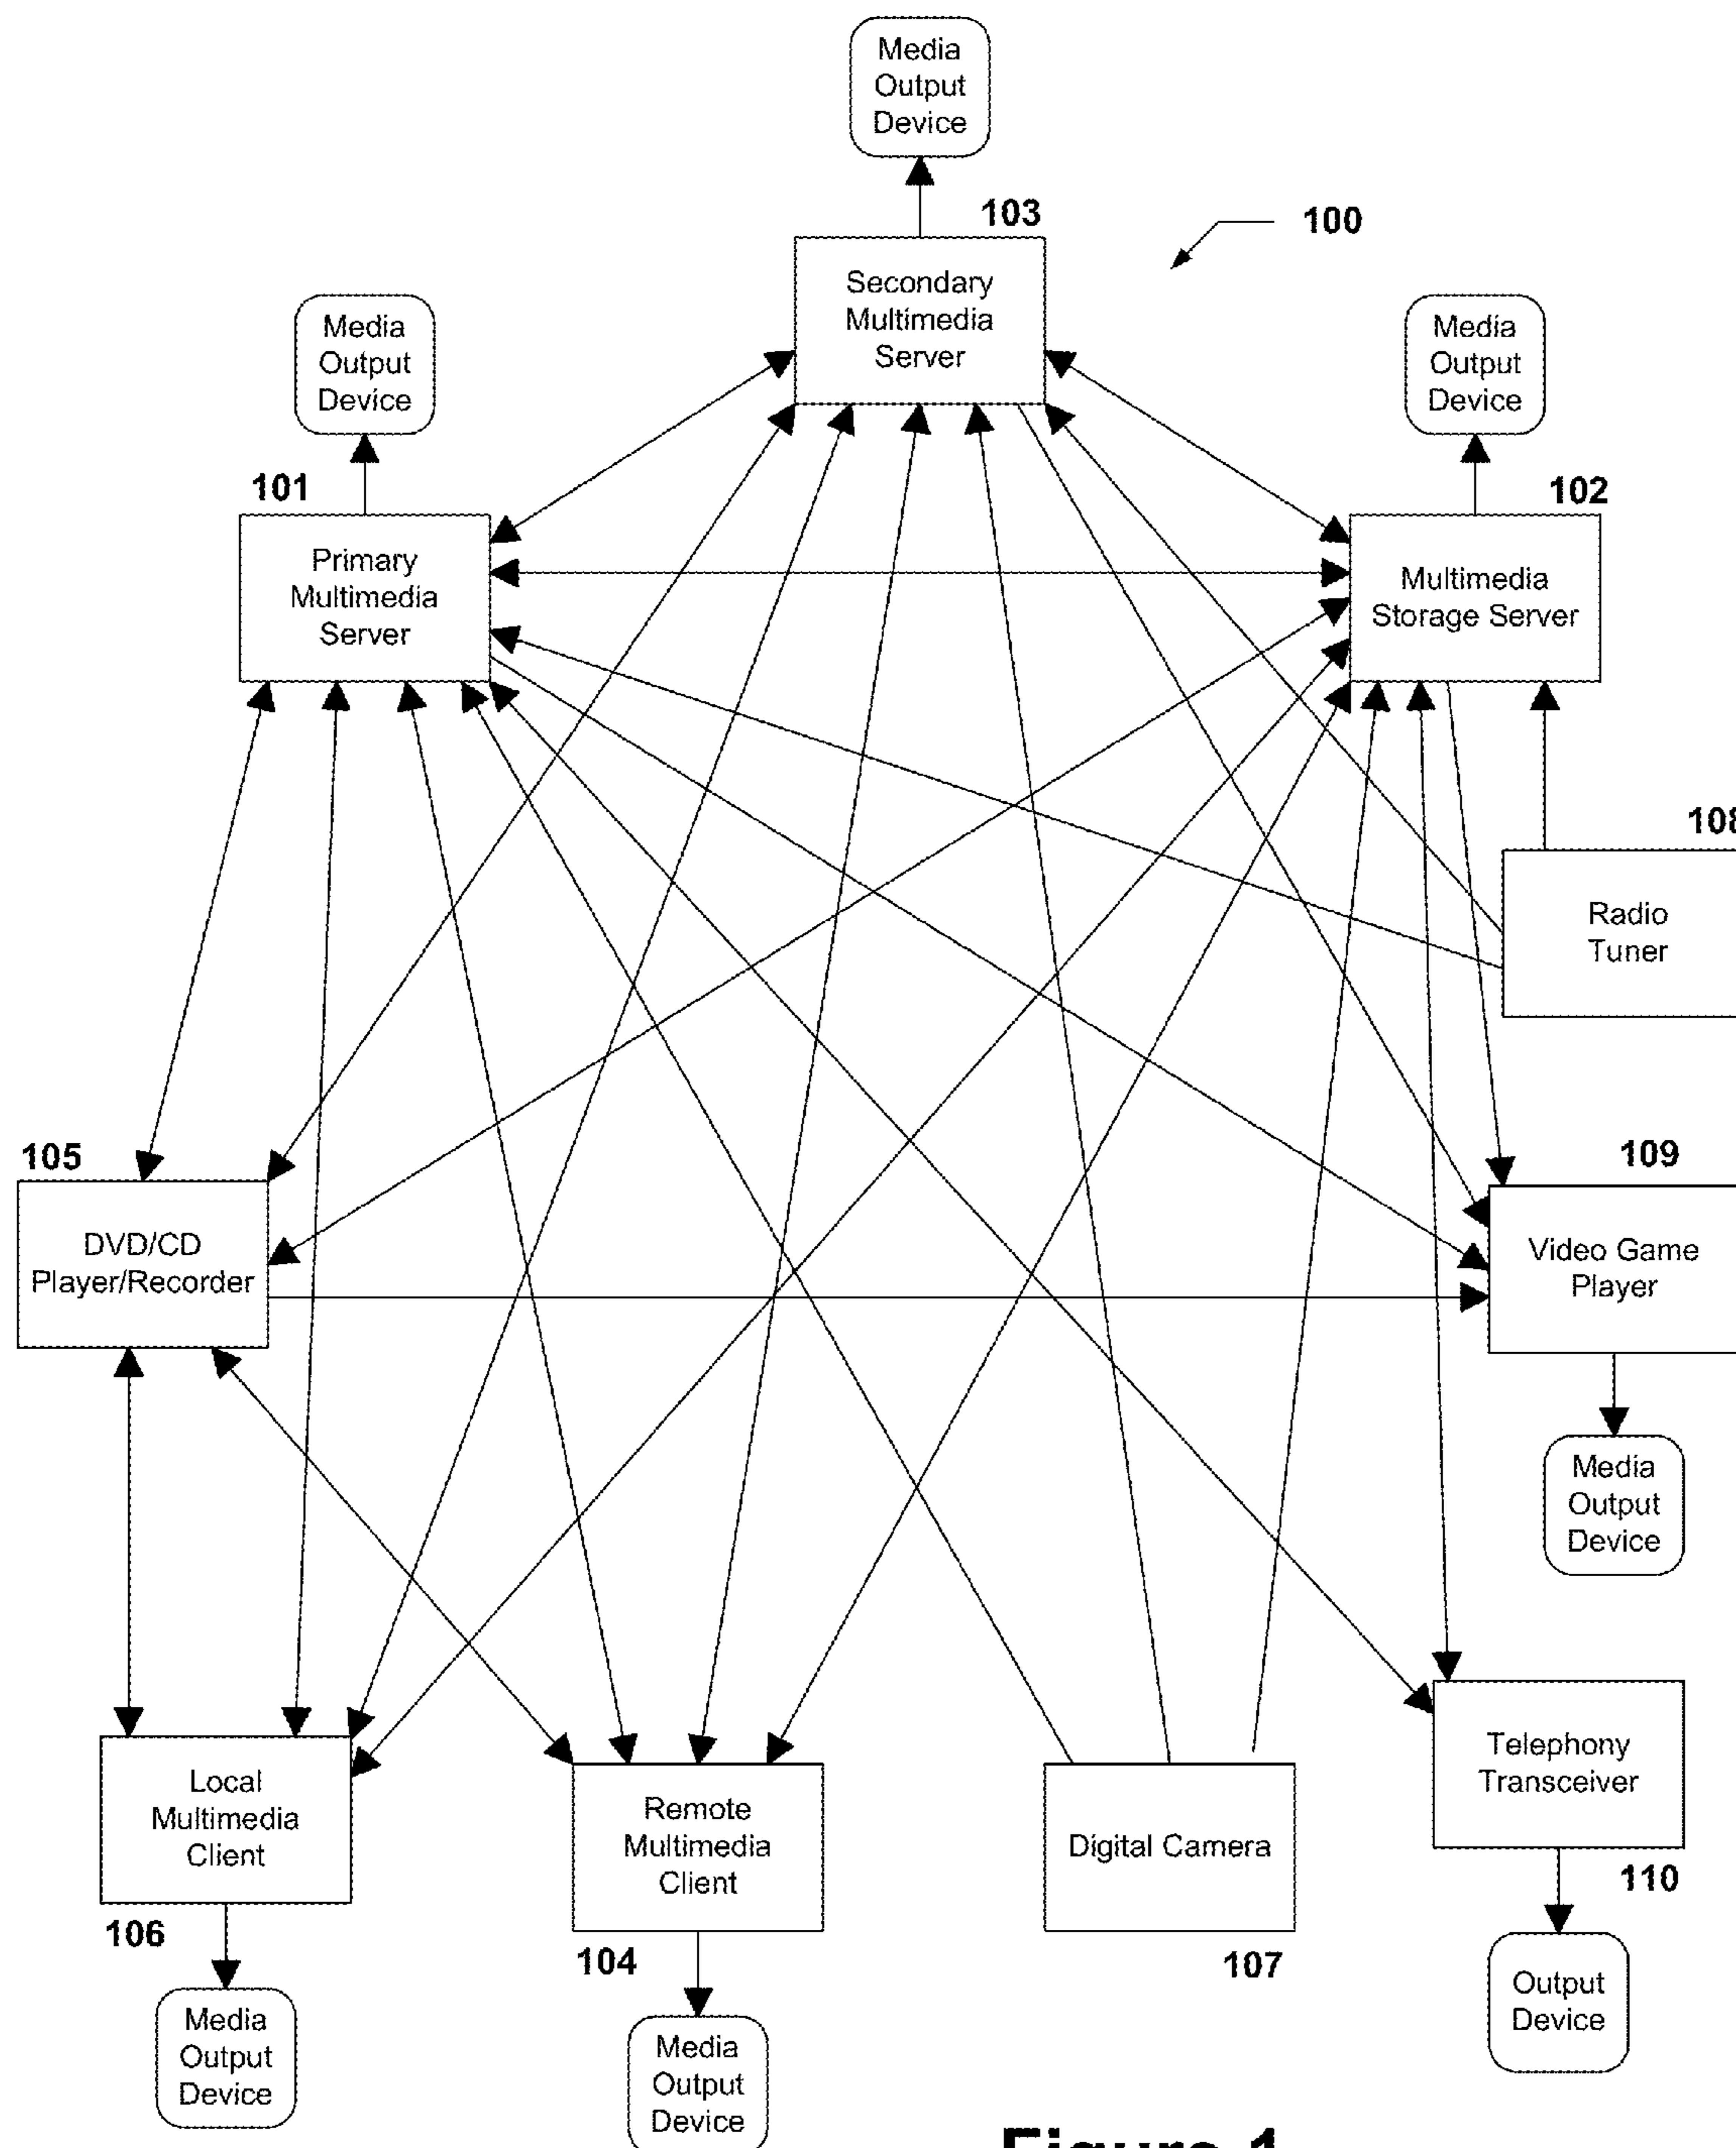 Media
Output
Device
103
100
Secondary
Multimedia
Server
Media
Output
Device
Media
Output
Device
101
102
Primary
Multimedia
Server
Multimedia
Storage Server
108
Radio
Tuner
105
109
DVD/CD
Player/Recorder
Video Game
Player
Media
Output
Device
Local
Multimedia
Client
Remote
Multimedia
Client
Digital Camera
Telephony
Transceiver
106
104
107
110
Media
Output
Device
Media
Output
Device
Output
Device
Figure 1